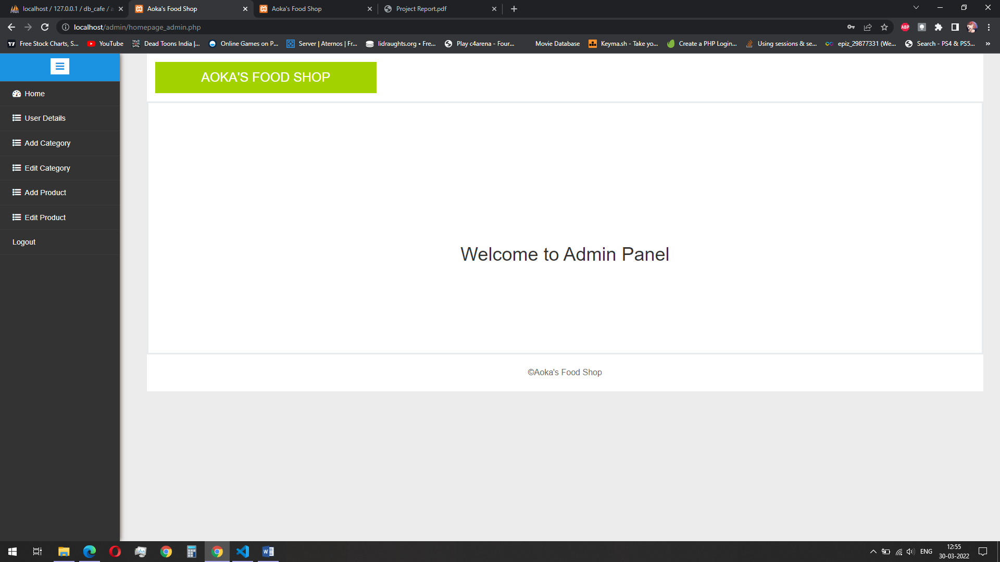 localhost / 127.0.0.1 / db_cafe / a
Aoka's Food Shop
Aoka's Food Shop
Project Report.pdf
localhost/admin/homepage_admin.php
ABP
Free Stock Charts, S...
YouTube
Dead Toons India |...
Online Games on P...
Server | Aternos | Fr...
lidraughts.org • Fre...
Play c4arena - Four...
Movie Database
Keyma.sh - Take yo...
Create a PHP Login...
Using sessions & se...
epiz_29877331 (We...
Search - PS4 & PS5...
»
AOKA'S FOOD SHOP
Home
User Details
Add Category
Edit Category
Add Product
Edit Product
Logout
Welcome to Admin Panel
©Aoka's Food Shop
ENG
12:55
30-03-2022